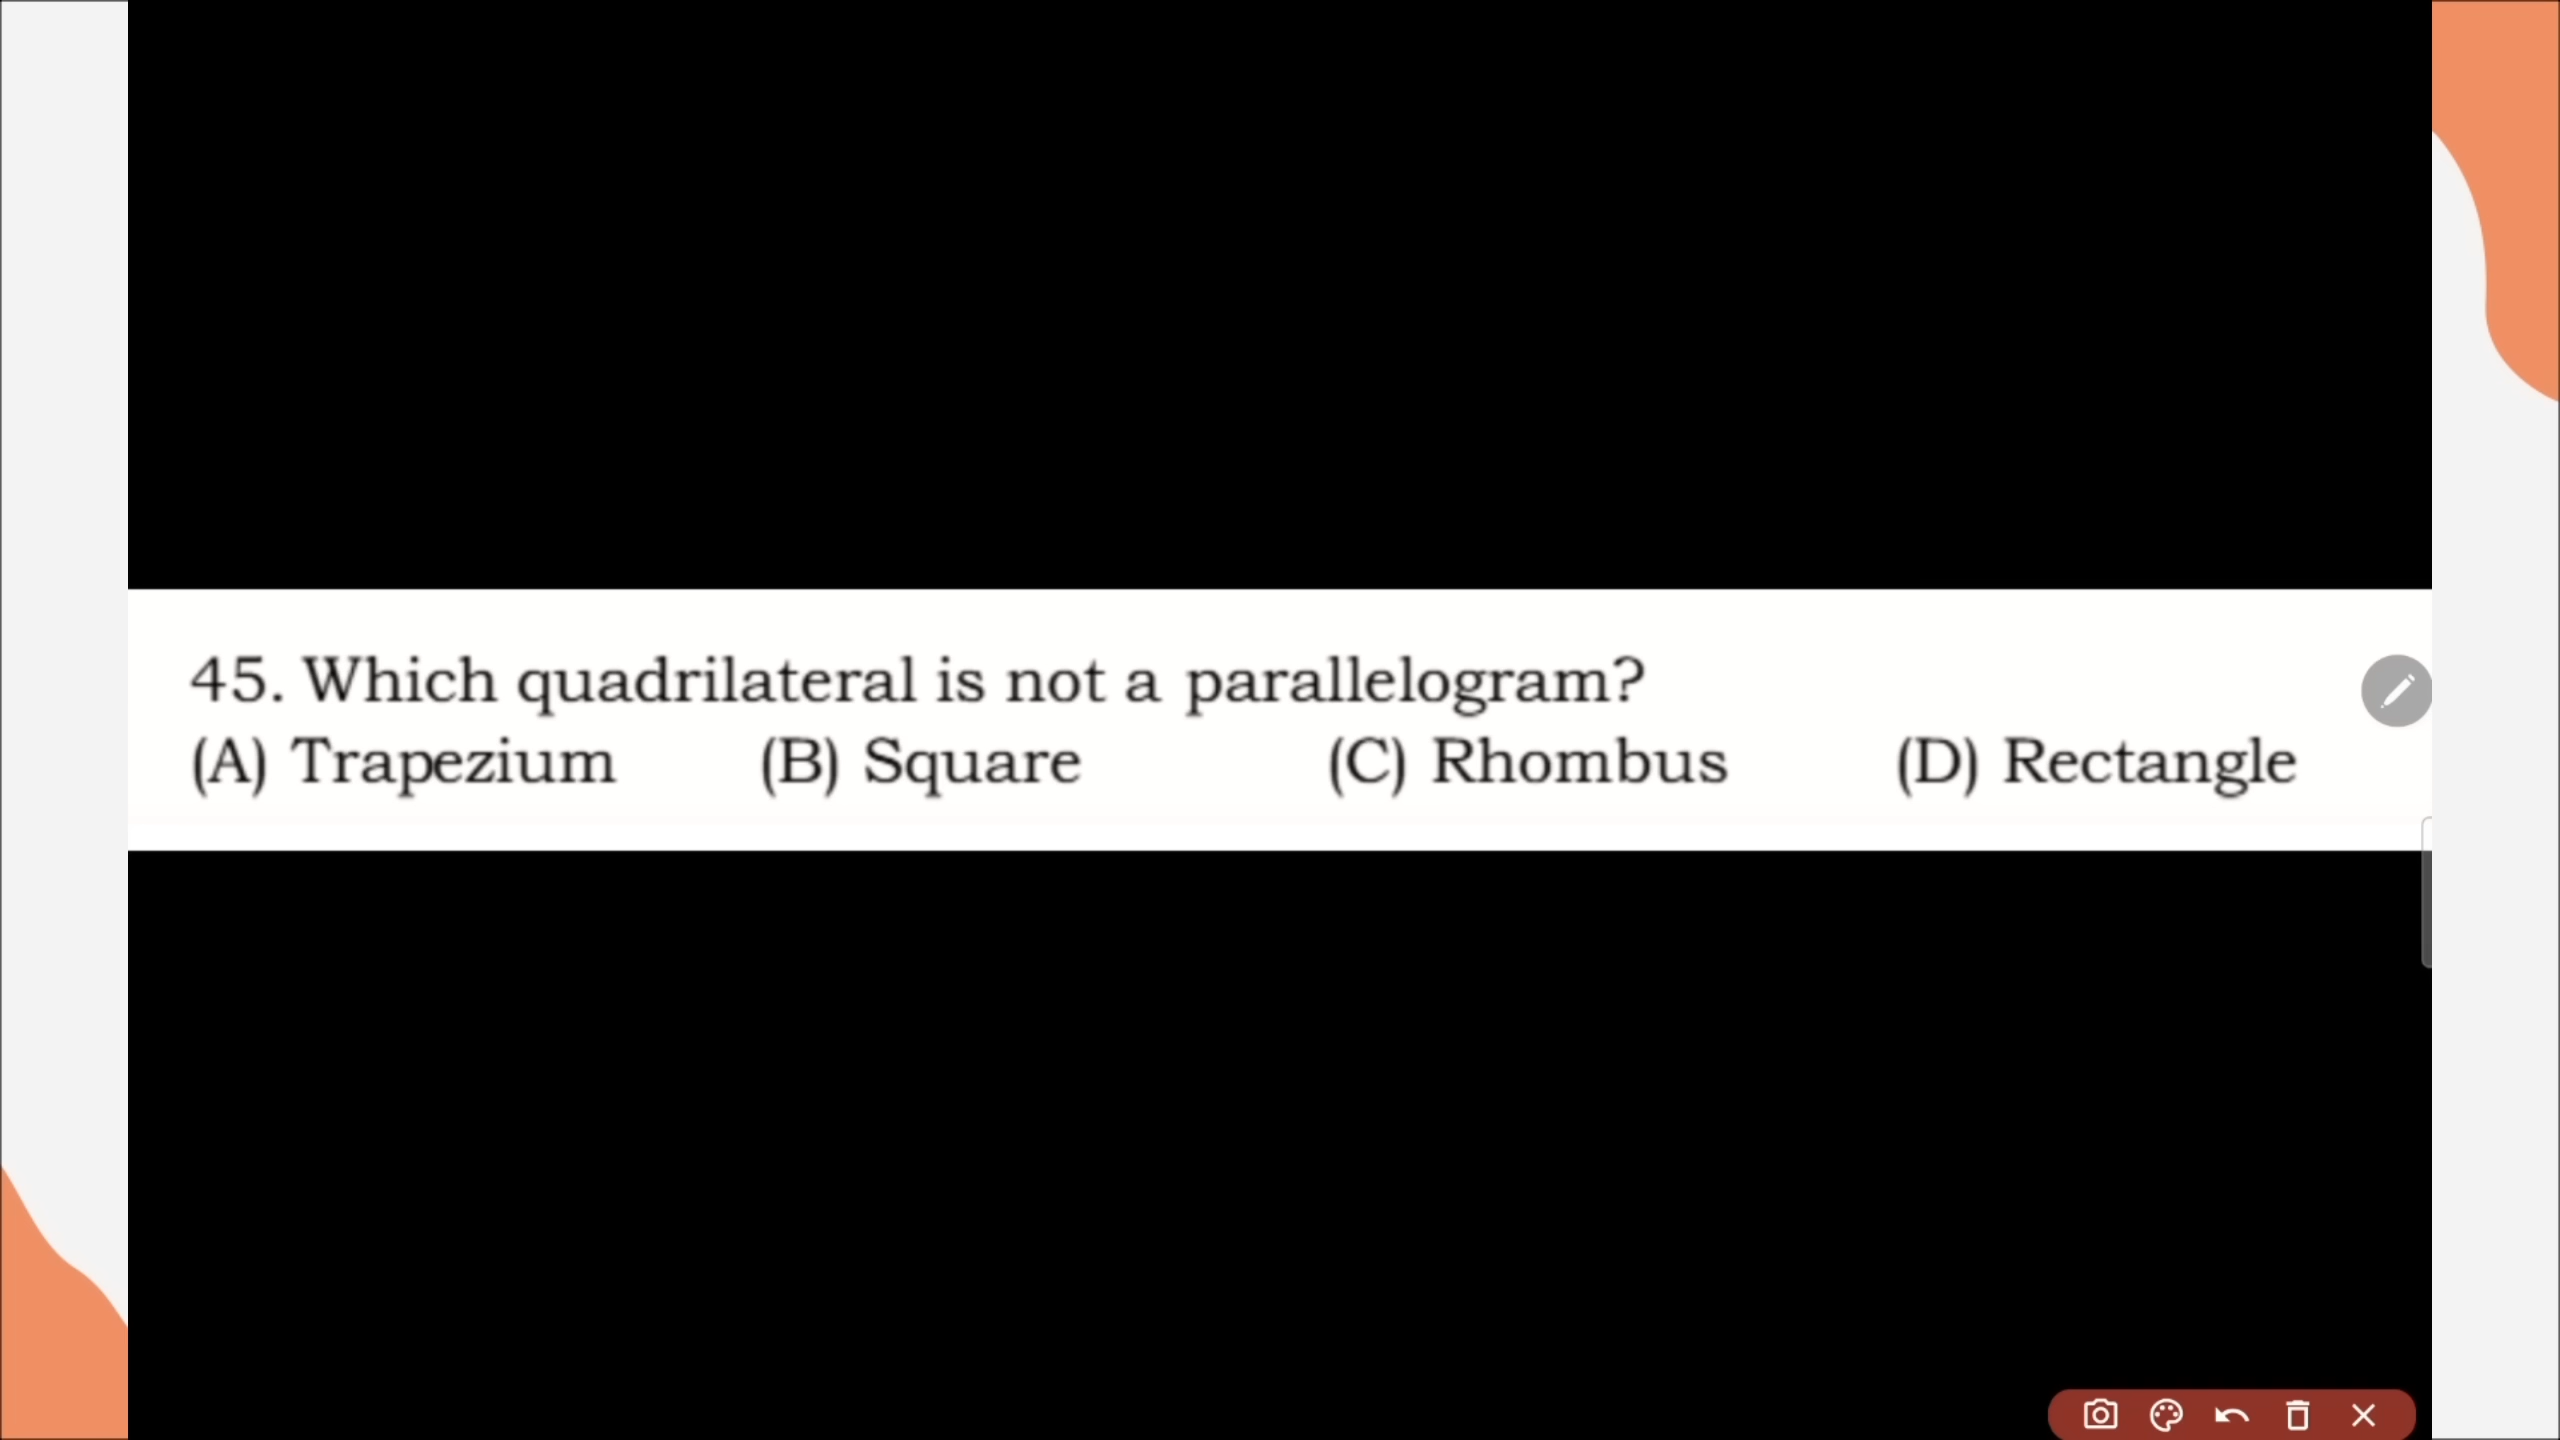 45. Which quadrilateral is not a parallelogram?
(A) Trapezium (B) Square (C) Rhombus (D) Rectangle